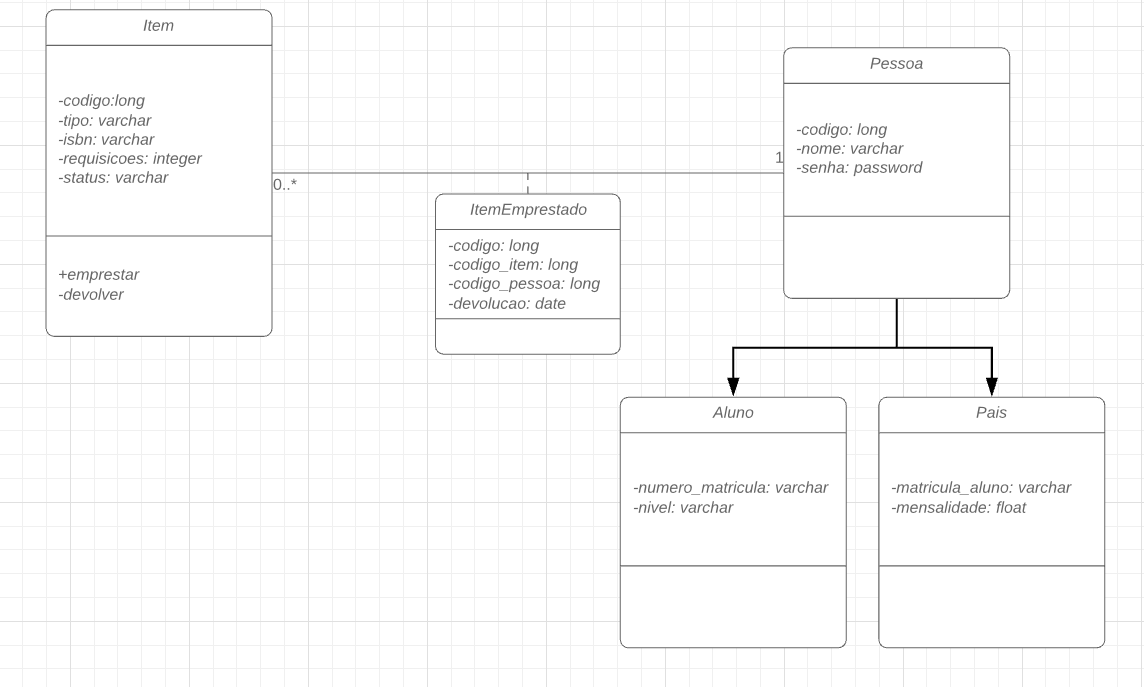 Item
-codigo:long
-tipo: varchar
-isbn: varchar
-requisicoes: integer
-status: varchar
+emprestar
-devolver
0..*
1
ItemEmprestado
-codigo: long
-codigo_item: long
-codigo_pessoa: long
-devolucao: date
Pessoa
-codigo: long
-nome: varchar
-senha: password
Aluno
-numero_matricula: varchar
-nivel: varchar
Pais
-matricula_aluno: varchar
-mensalidade: float